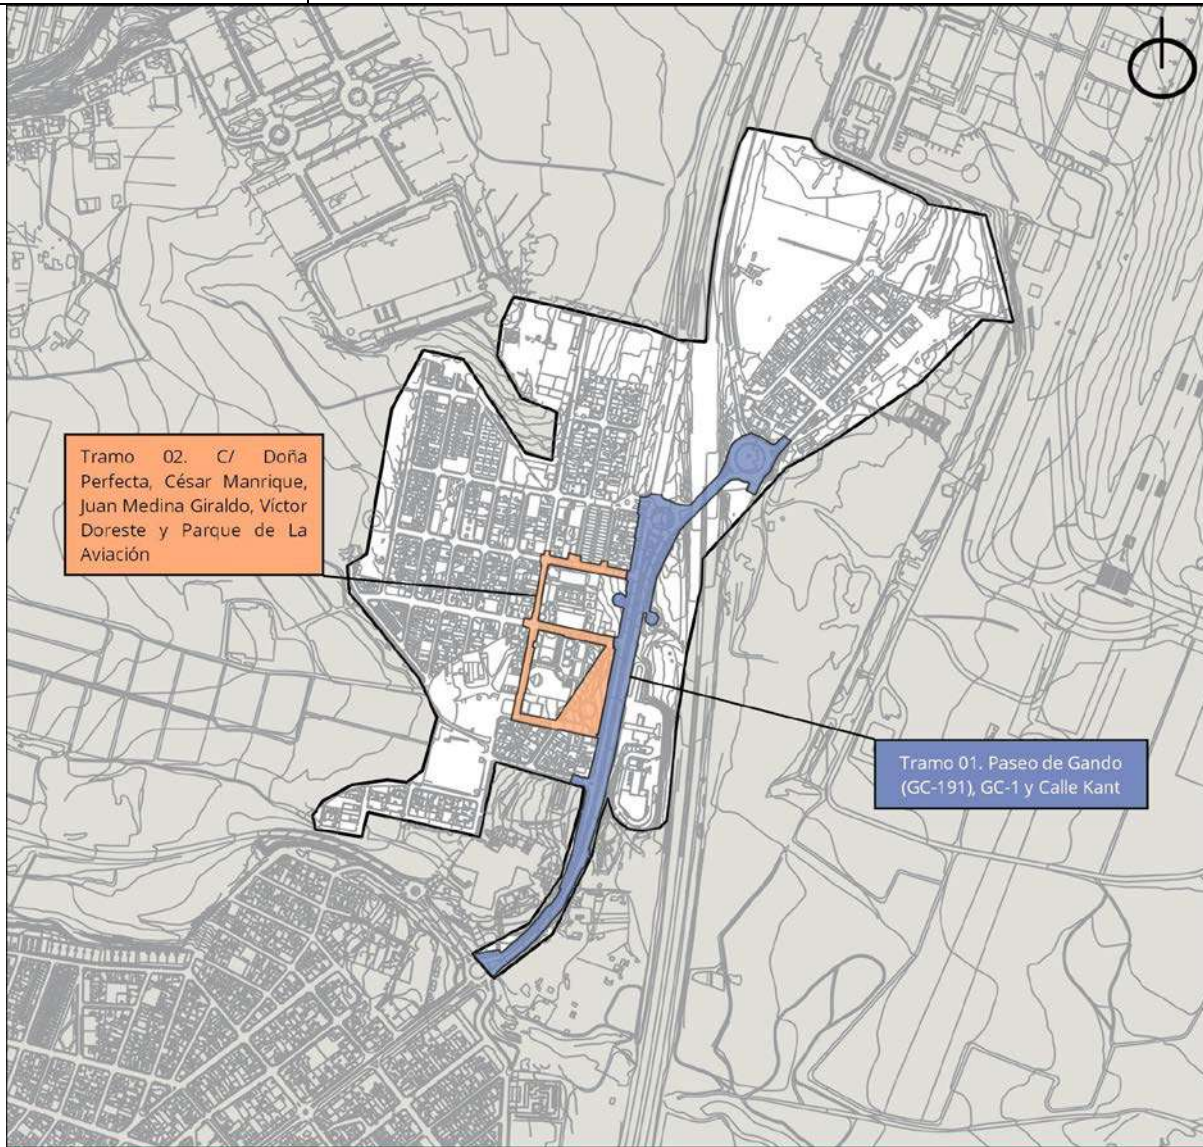 Tramo 02. C/ Doña
Perfecta, César Manrique,
Juan Medina Giraldo, Víctor
Doreste y Parque de La
Aviación
Tramo 01. Paseo de Gando
(GC-191), GC-1 y Calle Kant